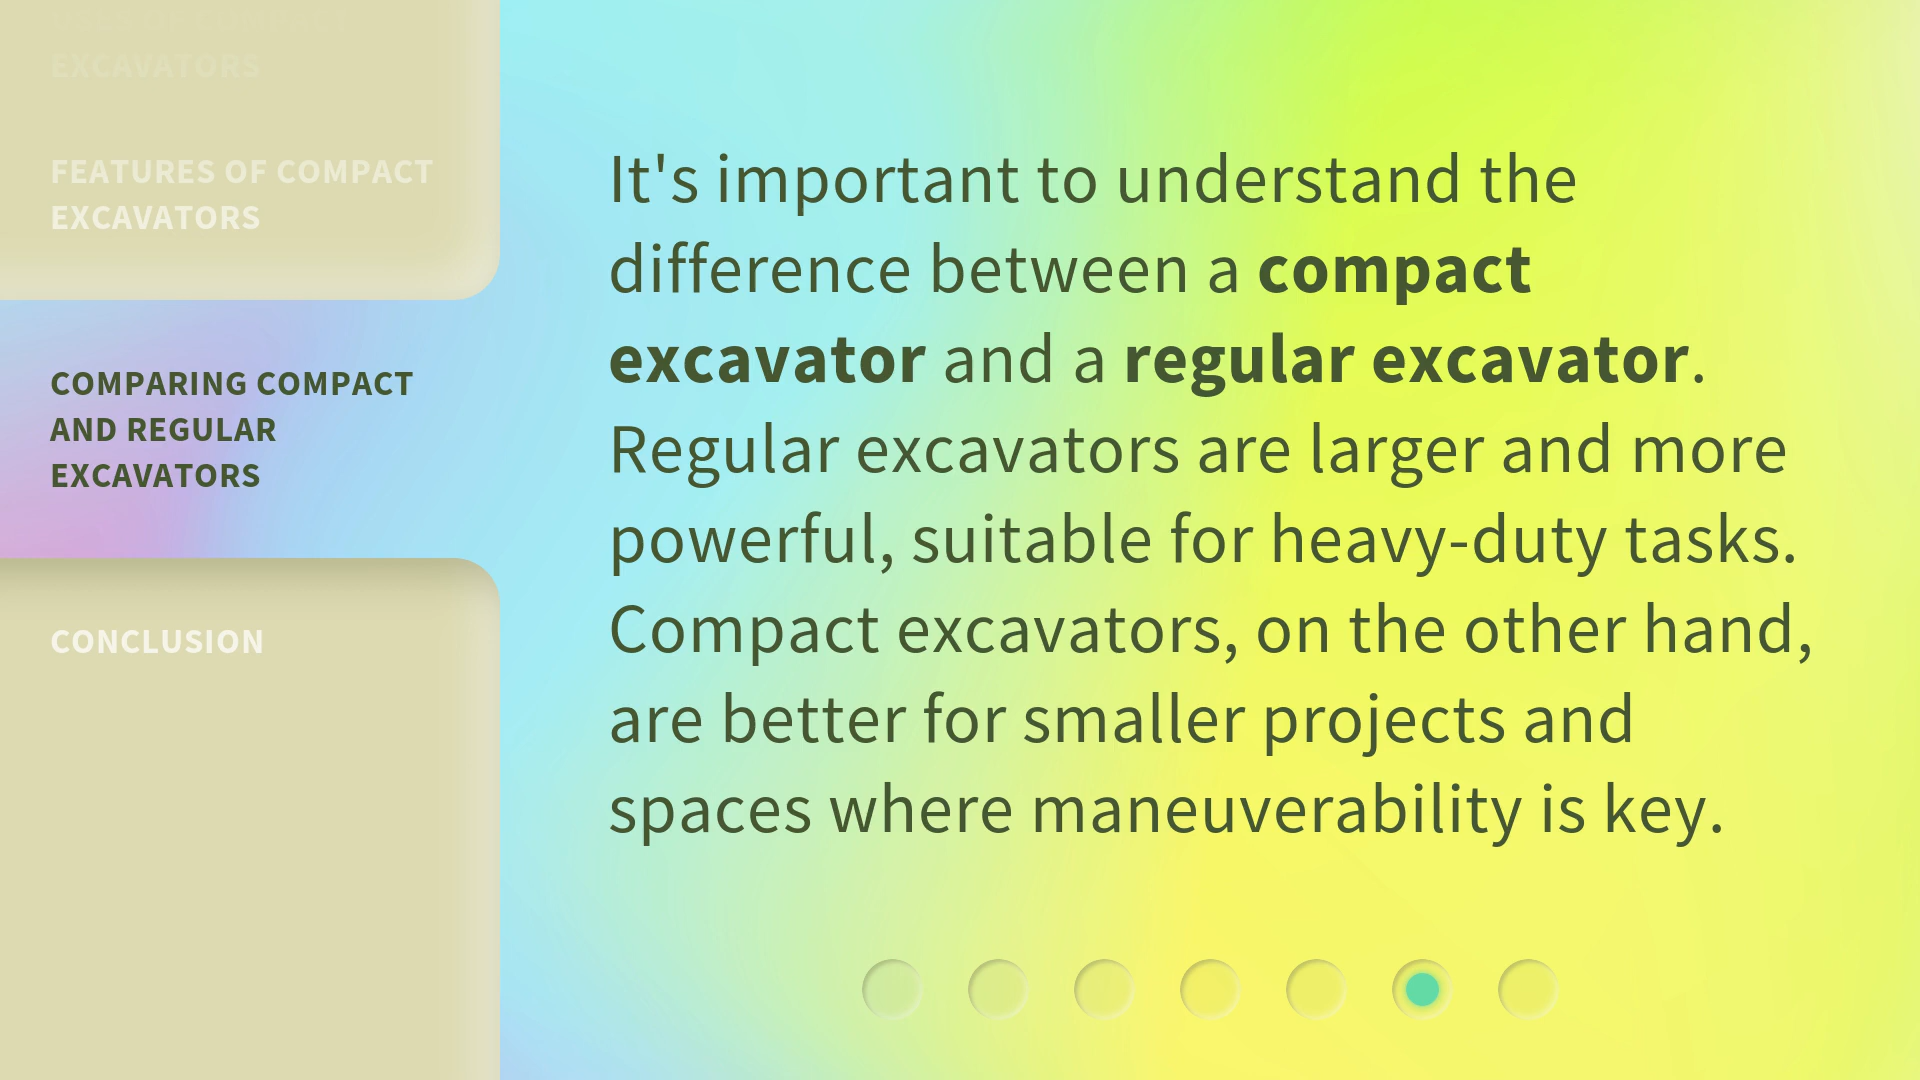 EXCAVATORS
FEATURES OF COMPACT
EXCAVATORS
COMPARING COMPACT
AND REGULAR
EXCAVATORS
CONCLUSION
It's important to understand the
difference between a compact
excavator and a regular excavator.
Regular excavators are larger and more
powerful, suitable for heavy-duty tasks.
Compact excavators, on the other hand,
are better for smaller projects and
spaces where maneuverability is key.